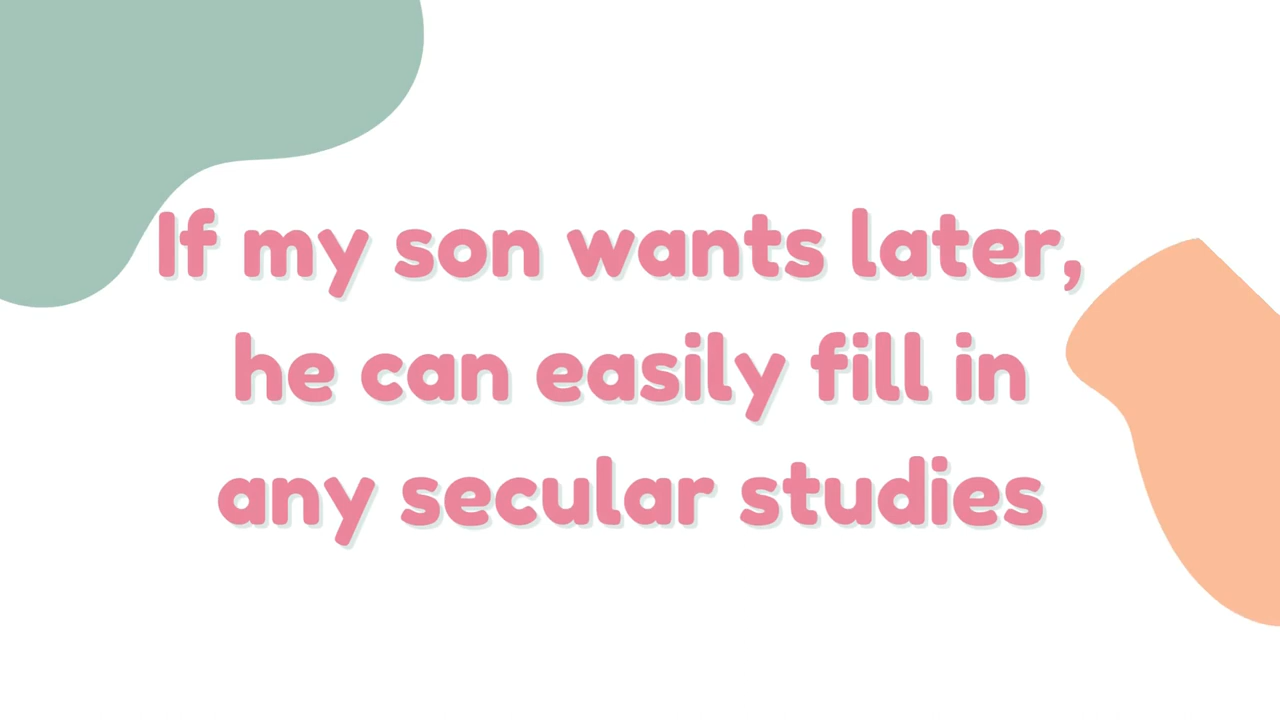 If my son wants later,
he can easily fill in
any secular studies